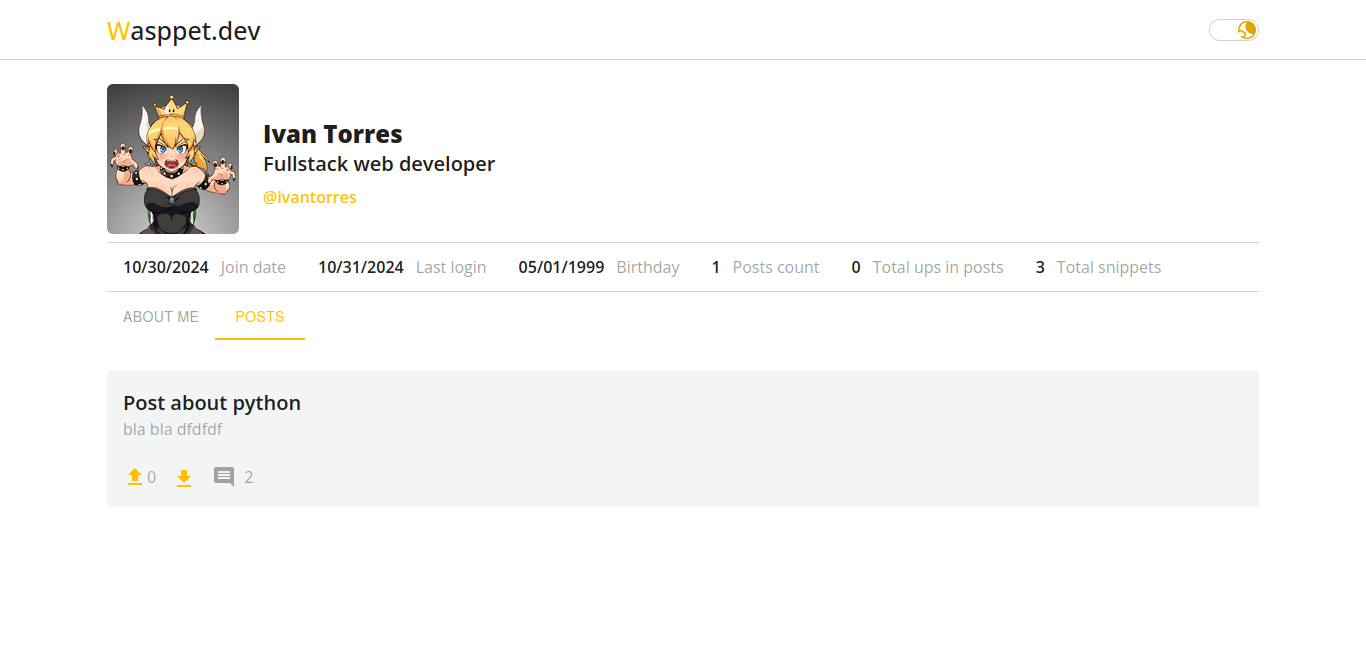 Wasppet.dev
Ivan Torres
Fullstack web developer
@ivantorres
10/30/2024 Join date 10/31/2024 Last login 05/01/1999 Birthday 1 Posts count 0 Total ups in posts 3 Total snippets
ABOUT ME POSTS
Post about python
bla bla dfdfdf
0 2